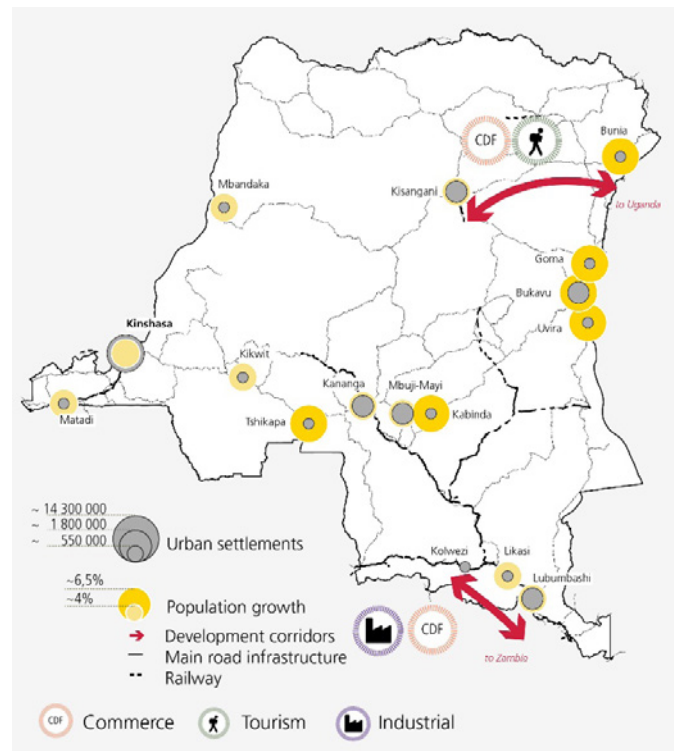 CDF
Bunia
Mbandaka
Kisangani
to Uganda
Goma
Bukavu
Uvira
Kinshasa
Kikwit
Kananga
Mbuji-Mayi
Kabinda
Matadi
Tshikapa
~ 14 300 000
~ 1 800 000
~ 550 000
Urban settlements
Kolwezi
Likasi
Lubumbashi
~6,5%
~4%
Population growth
Development corridors
CDF
Main road infrastructure
to Zambia
Railway
CDF
Commerce
Tourism
Industrial